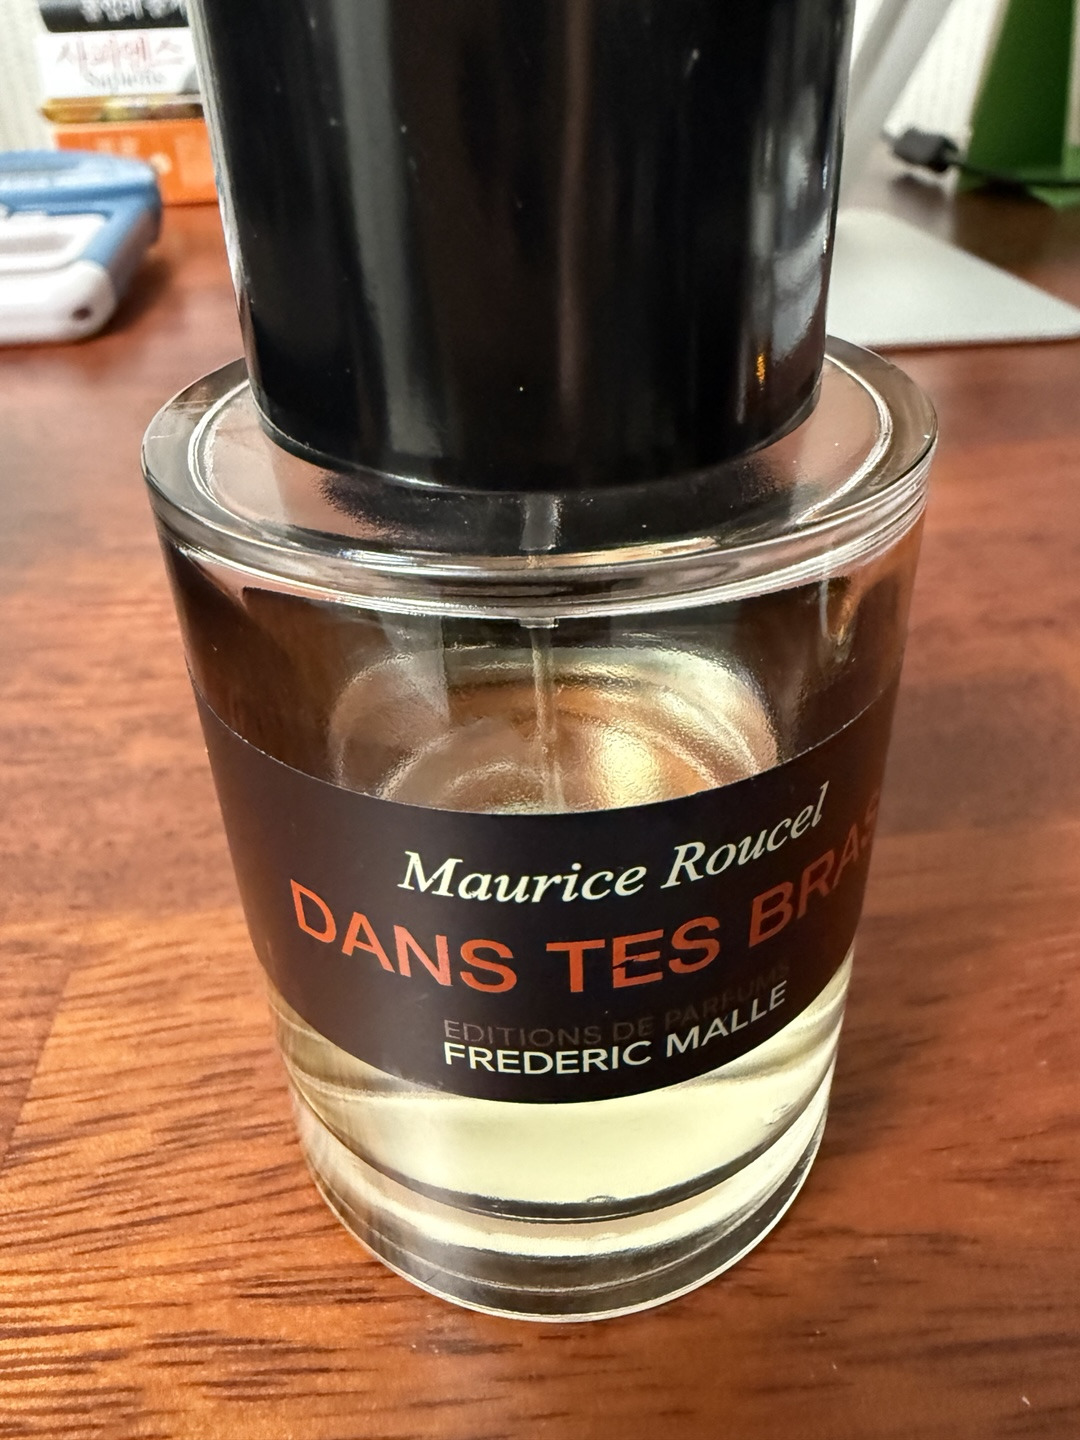 Maurice Roucel
DANS TES BRAS
EDITIONS DE PARFUMS
FREDERIC MALLE